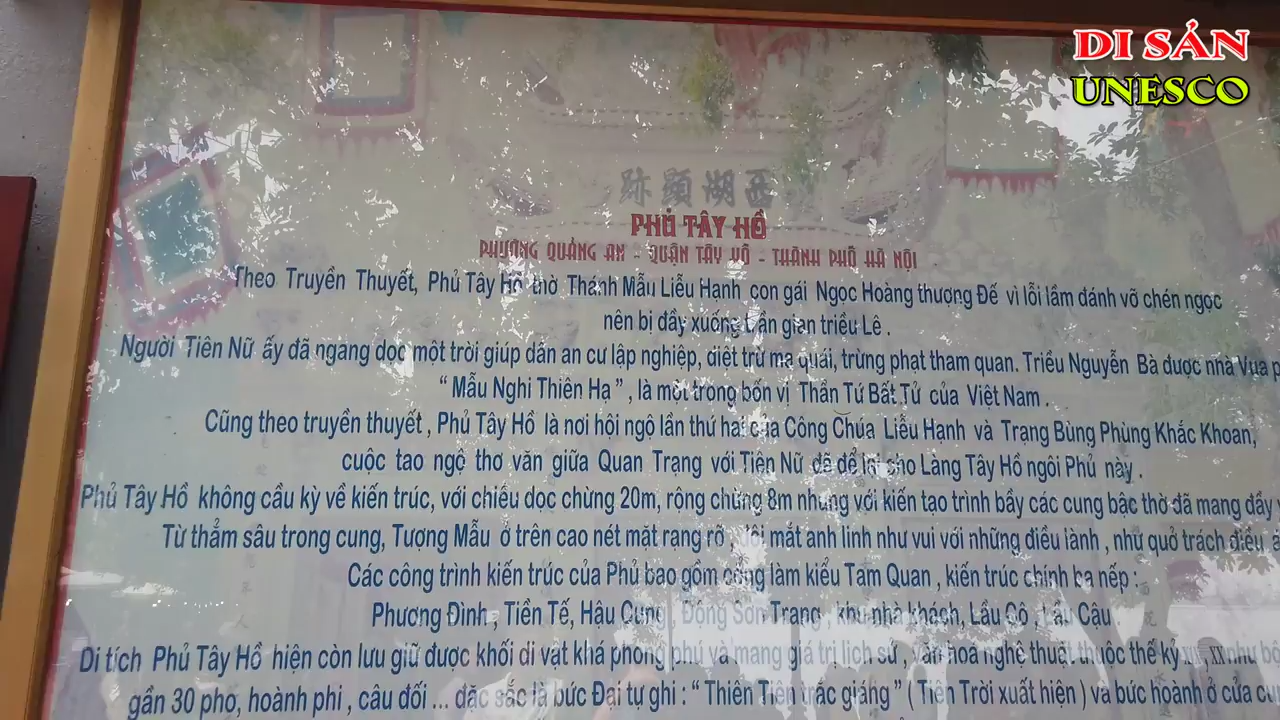 DI SẢN
UNESCO
跡顯湖西
PHỦ TÂY HỒ
PHƯỜNG QUẢNG AN - QUẬN TÂY HỒ - THÀNH PHỐ HÀ NỘI
Theo Truyền Thuyết, Phủ Tây Hồ thờ Thánh Mẫu Liễu Hạnh con gái Ngọc Hoàng thượng Đế vì lỗi lầm đánh vỡ chén ngọc
nên bị đầy xuống trần gian triều Lê .
Người Tiên Nữ ấy đã ngang dọc một trời giúp dân an cư lập nghiệp, diệt trừ ma quái, trừng phạt tham quan. Triều Nguyễn Bà được nhà Vua
“ Mẫu Nghi Thiên Hạ ” , là một trong bốn vị Thần Tứ Bất Tử của Việt Nam .
Cũng theo truyền thuyết , Phủ Tây Hồ là nơi hội ngộ lần thứ hai của Công Chúa Liễu Hạnh và Trạng Bùng Phùng Khắc Khoan,
cuộc tao ngộ thơ văn giữa Quan Trạng với Tiên Nữ đã để lại cho Làng Tây Hồ ngôi Phủ này .
Phủ Tây Hồ không cầu kỳ về kiến trúc, với chiều dọc chừng 20m, rộng chừng 8m nhưng với kiến tạo trình bầy các cung bậc thờ đã mang đầy
Từ thẳm sâu trong cung, Tượng Mẫu ở trên cao nét mặt rạng rỡ , đôi mắt anh linh như vui với những điều lành , như quở trách điều
Các công trình kiến trúc của Phủ bao gồm cổng làm kiểu Tam Quan , kiến trúc chính ba nếp :
Phương Đình , Tiền Tế, Hậu Cung , Động Sơn Trang , khu nhà khách, Lầu Cô , Lầu Cậu .
Di tích Phủ Tây Hồ hiện còn lưu giữ được khối di vật khá phong phú và mang giá trị lịch sử , văn hoá nghệ thuật thuộc thế kỷ XIX , XX như
gần 30 pho, hoành phi , câu đối ... đặc sắc là bức Đại tự ghi : “ Thiên Tiên trắc giáng ” ( Tiên Trời xuất hiện ) và bức hoành ở cửa